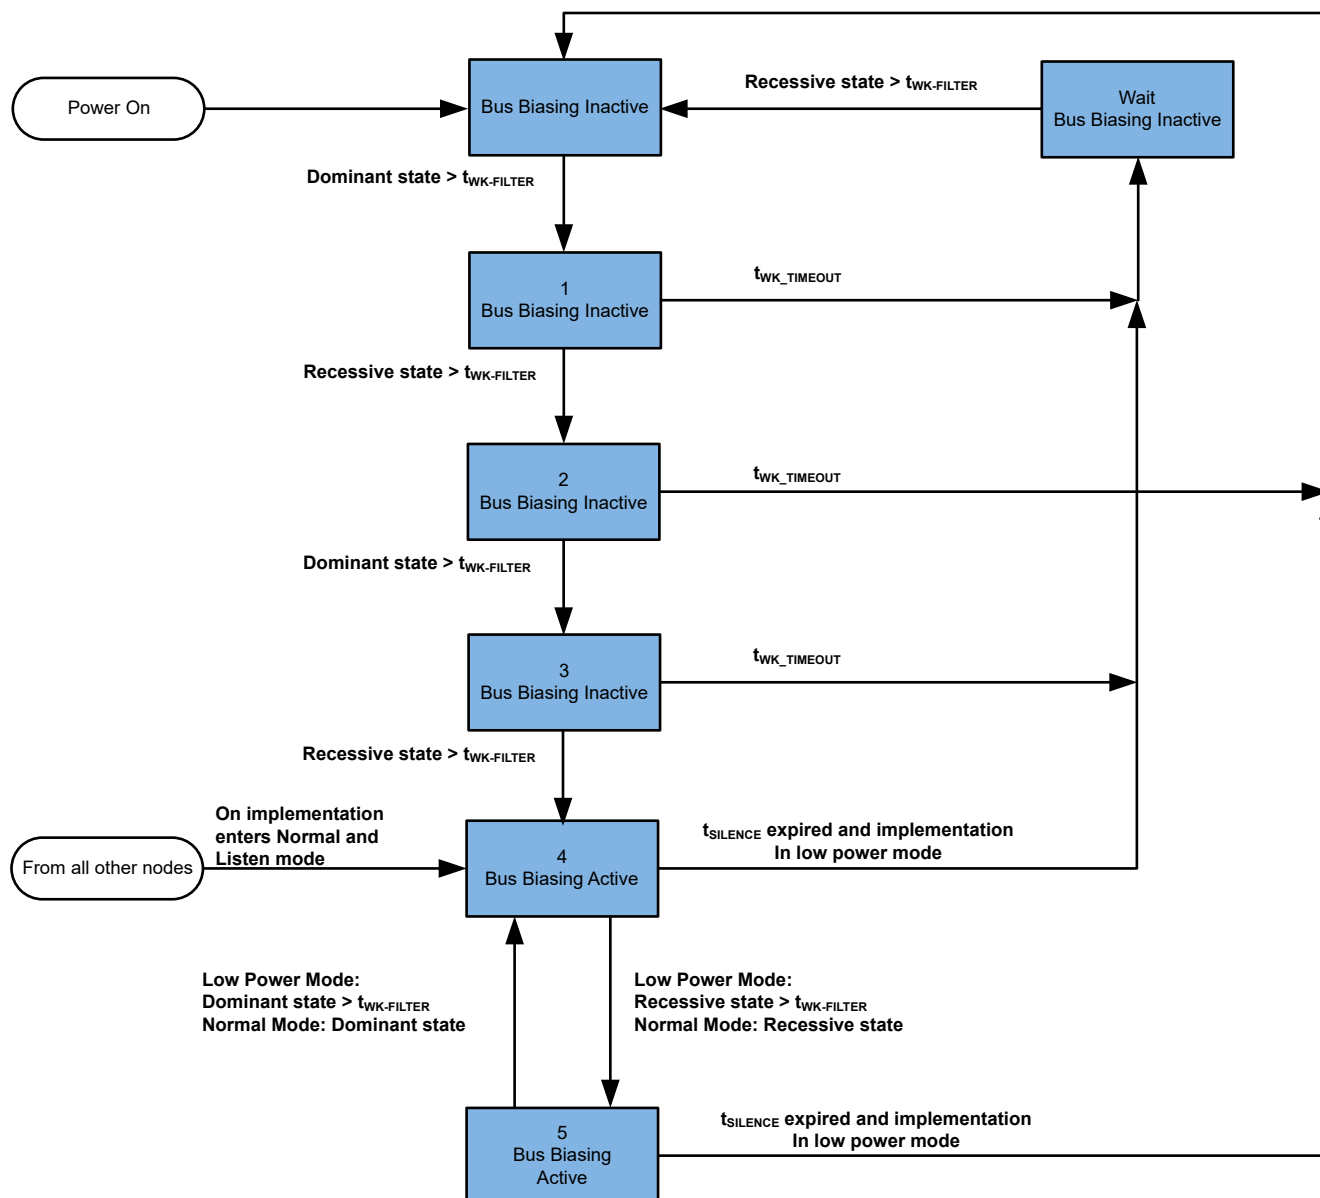 Power On
Bus Biasing Inactive
Recessive state > tWK-FILTER
Wait
Bus Biasing Inactive
Dominant state > tWK-FILTER
1
Bus Biasing Inactive
tWK_TIMEOUT
Recessive state > tWK-FILTER
2
Bus Biasing Inactive
tWK_TIMEOUT
Dominant state > tWK-FILTER
3
Bus Biasing Inactive
tWK_TIMEOUT
Recessive state > tWK-FILTER
On implementation
enters Normal and
Listen mode
From all other nodes
4
Bus Biasing Active
tSILENCE expired and implementation
In low power mode
Low Power Mode:
Dominant state > tWK-FILTER
Normal Mode: Dominant state
Low Power Mode:
Recessive state > tWK-FILTER
Normal Mode: Recessive state
5
Bus Biasing
Active
tSILENCE expired and implementation
In low power mode